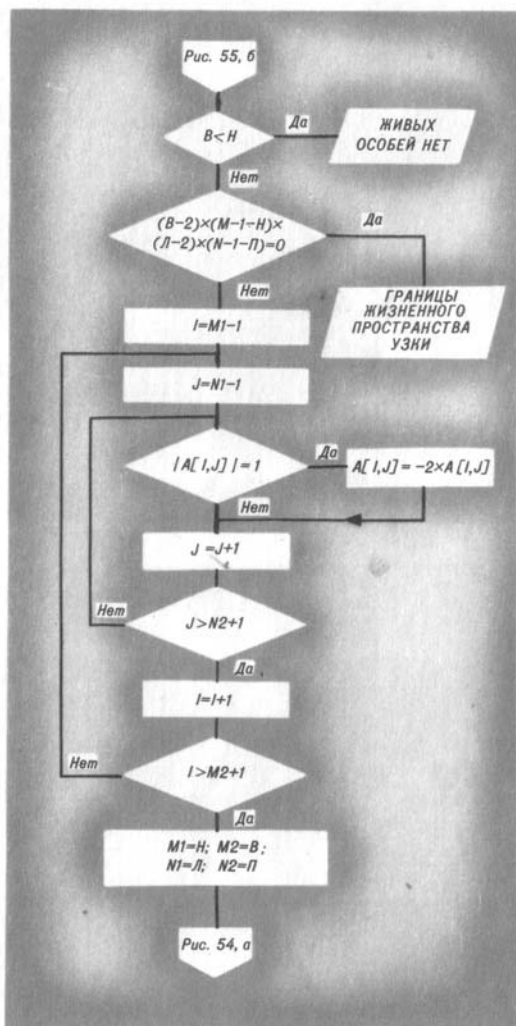 Рис. 55, б
В<Н
Да
ЖИВЫХ
ОСОБЕЙ НЕТ
Нет
(В-2)×(М-1-Н)×
(Л-2)×(N-1-П)=0
Да
Нет
ГРАНИЦЫ
ЖИЗНЕННОГО
ПРОСТРАНСТВА
УЗКИ
I=M1-1
J=N1-1
|A[I,J]|=1
Да
A[I,J]=-2×A[I,J]
Нет
J=J+1
Нет
J>N2+1
Да
I=I+1
Нет
I>M2+1
Да
M1=Н; M2=В;
N1=Л; N2=П
Рис. 54, а